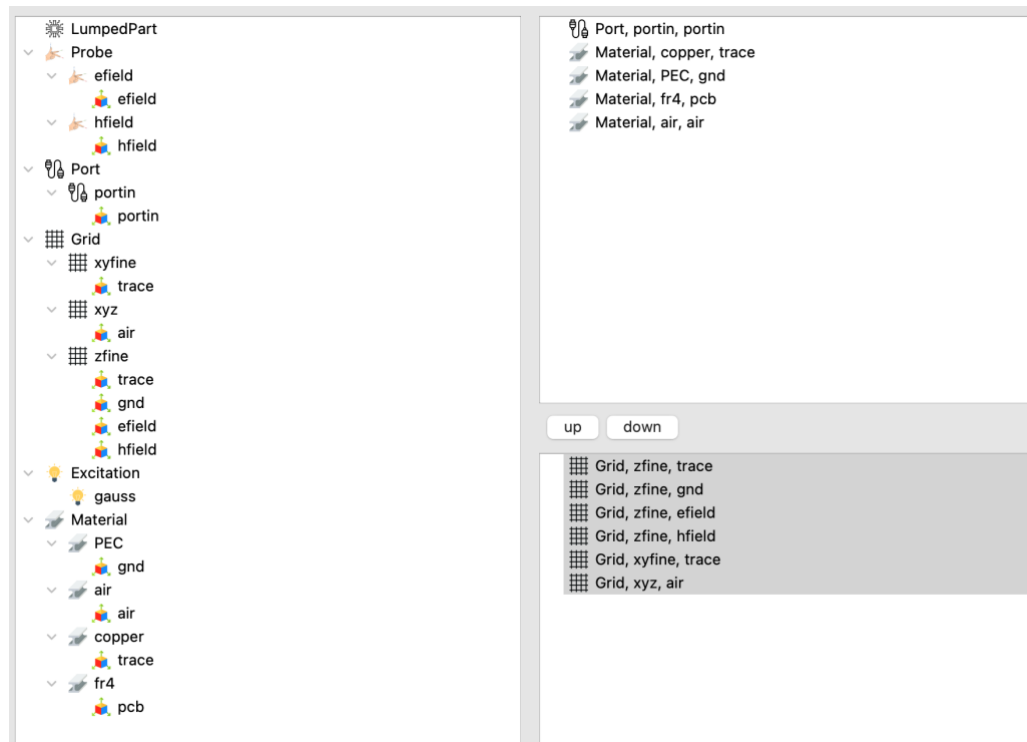 LumpedPart
Probe
efield
efield
hfield
hfield
Port
portin
portin
Grid
xyfine
trace
xyz
air
zfine
trace
gnd
efield
hfield
Excitation
gauss
Material
PEC
gnd
air
air
copper
trace
fr4
pcb
Port, portin, portin
Material, copper, trace
Material, PEC, gnd
Material, fr4, pcb
Material, air, air
up down
Grid, zfine, trace
Grid, zfine, gnd
Grid, zfine, efield
Grid, zfine, hfield
Grid, xyfine, trace
Grid, xyz, air